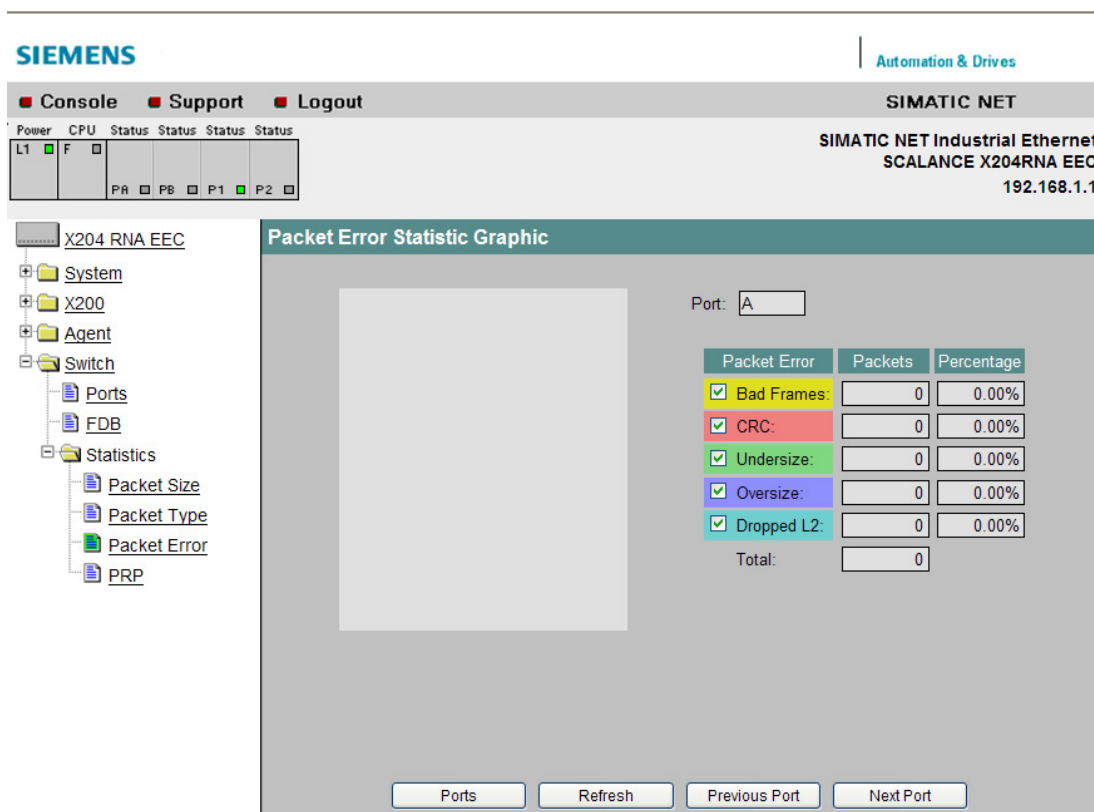 SIEMENS
Automation & Drives
Console Support Logout
SIMATIC NET
Power CPU Status Status Status Status
L1 F
PA PB P1 P2
SIMATIC NET Industrial Ethernet
SCALANCE X204RNA EEC
192.168.1.1
X204 RNA EEC
System
X200
Agent
Switch
Ports
FDB
Statistics
Packet Size
Packet Type
Packet Error
PRP
Packet Error Statistic Graphic
Port: A
Packet Error Packets Percentage
Bad Frames: 0 0.00%
CRC: 0 0.00%
Undersize: 0 0.00%
Oversize: 0 0.00%
Dropped L2: 0 0.00%
Total: 0
Ports Refresh Previous Port Next Port